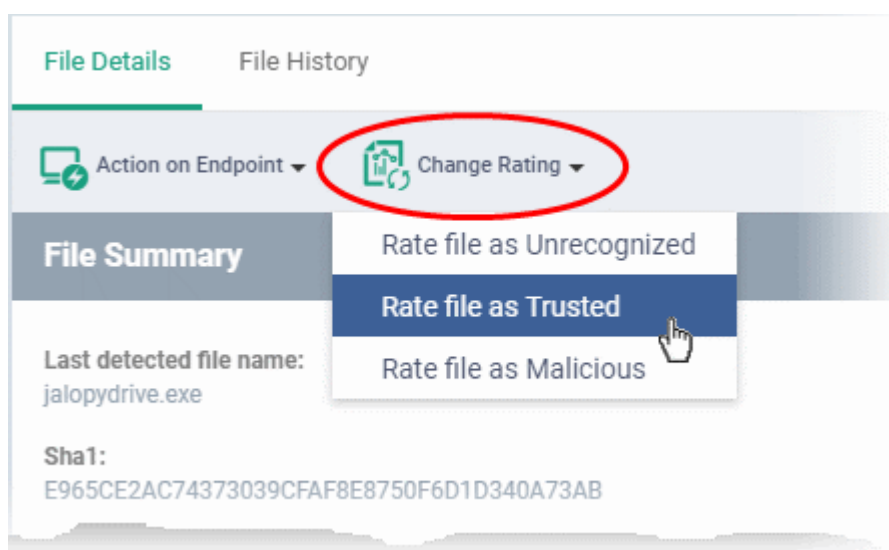 File Details File History
Action on Endpoint Change Rating
File Summary
Rate file as Unrecognized
Rate file as Trusted
Rate file as Malicious
Last detected file name:
jalopydrive.exe
Sha1:
E965CE2AC74373039CFAF8E8750F6D1D340A73AB